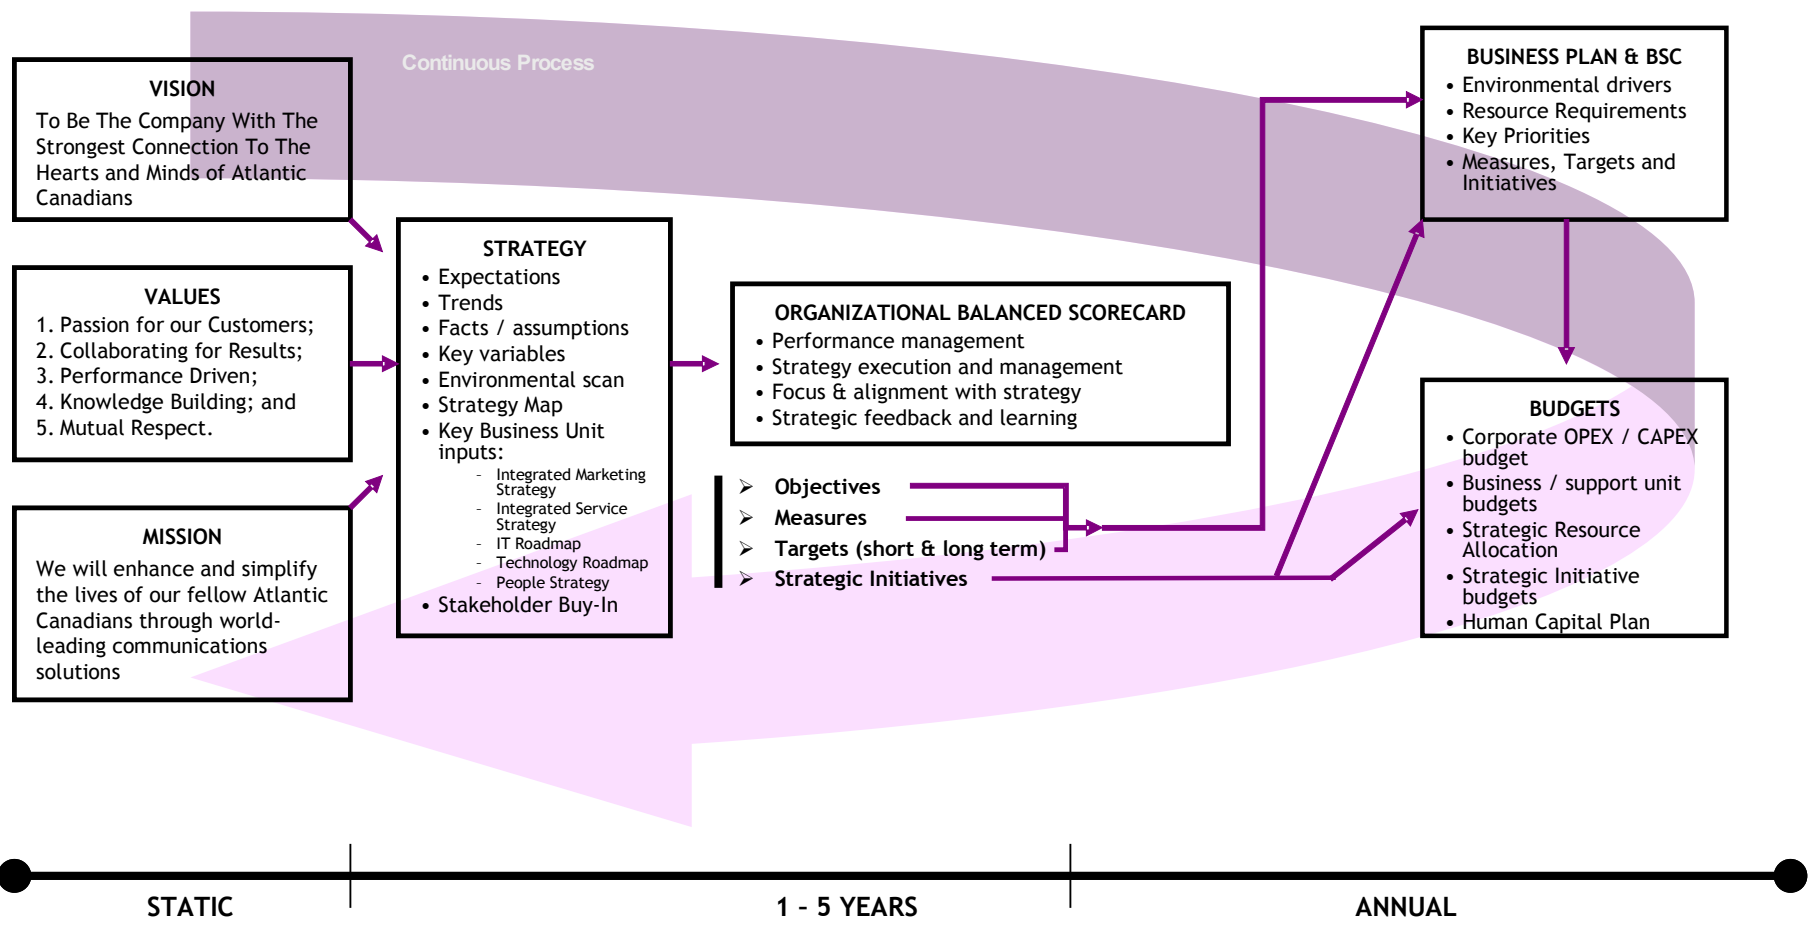 Continuous Process
VISION
To Be The Company With The
Strongest Connection To The
Hearts and Minds of Atlantic
Canadians
VALUES
1. Passion for our Customers;
2. Collaborating for Results;
3. Performance Driven;
4. Knowledge Building; and
5. Mutual Respect.
MISSION
We will enhance and simplify
the lives of our fellow Atlantic
Canadians through world-
leading communications
solutions
STRATEGY
• Expectations
• Trends
• Facts / assumptions
• Key variables
• Environmental scan
• Strategy Map
• Key Business Unit
inputs:
- Integrated Marketing
Strategy
- Integrated Service
Strategy
- IT Roadmap
- Technology Roadmap
- People Strategy
• Stakeholder Buy-In
ORGANIZATIONAL BALANCED SCORECARD
• Performance management
• Strategy execution and management
• Focus & alignment with strategy
• Strategic feedback and learning
➢ Objectives
➢ Measures
➢ Targets (short & long term)
➢ Strategic Initiatives
BUSINESS PLAN & BSC
• Environmental drivers
• Resource Requirements
• Key Priorities
• Measures, Targets and
Initiatives
BUDGETS
• Corporate OPEX / CAPEX
budget
• Business / support unit
budgets
• Strategic Resource
Allocation
• Strategic Initiative
budgets
• Human Capital Plan
STATIC
1 – 5 YEARS
ANNUAL